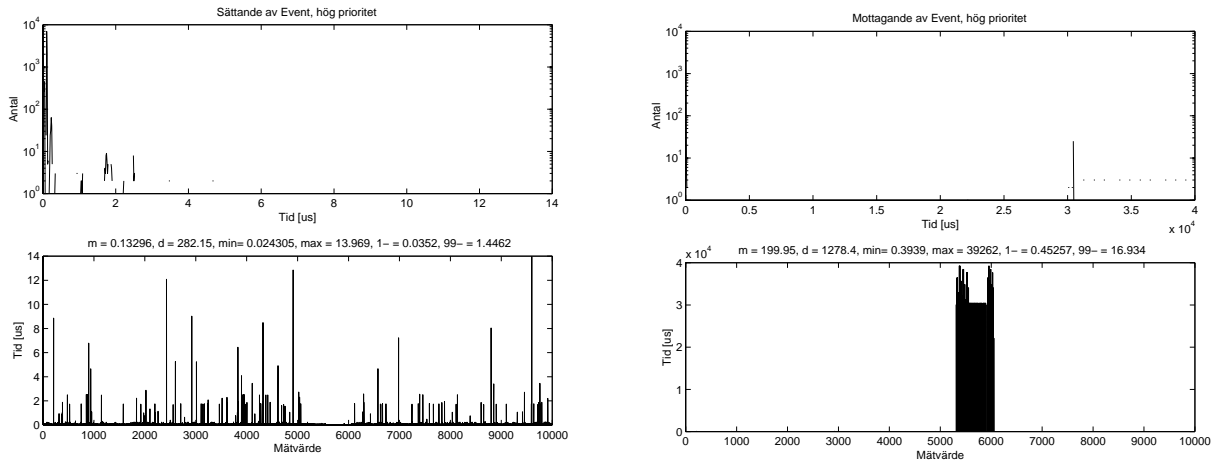 Sättande av Event, hög prioritet
10^4
10^3
10^2
10^1
10^0
Antal
0 2 4 6 8 10 12 14
Tid [us]
m = 0.13296, d = 282.15, min= 0.024305, max = 13.969, 1− = 0.0352, 99− = 1.4462
14
12
10
8
6
4
2
0
Tid [us]
0 1000 2000 3000 4000 5000 6000 7000 8000 9000 10000
Mätvärde
Mottagande av Event, hög prioritet
10^4
10^3
10^2
10^1
10^0
Antal
0 0.5 1 1.5 2 2.5 3 3.5 4
x 10^4
Tid [us]
x 10^4
m = 199.95, d = 1278.4, min= 0.3939, max = 39262, 1− = 0.45257, 99− = 16.934
4
3
2
1
0
Tid [us]
0 1000 2000 3000 4000 5000 6000 7000 8000 9000 10000
Mätvärde